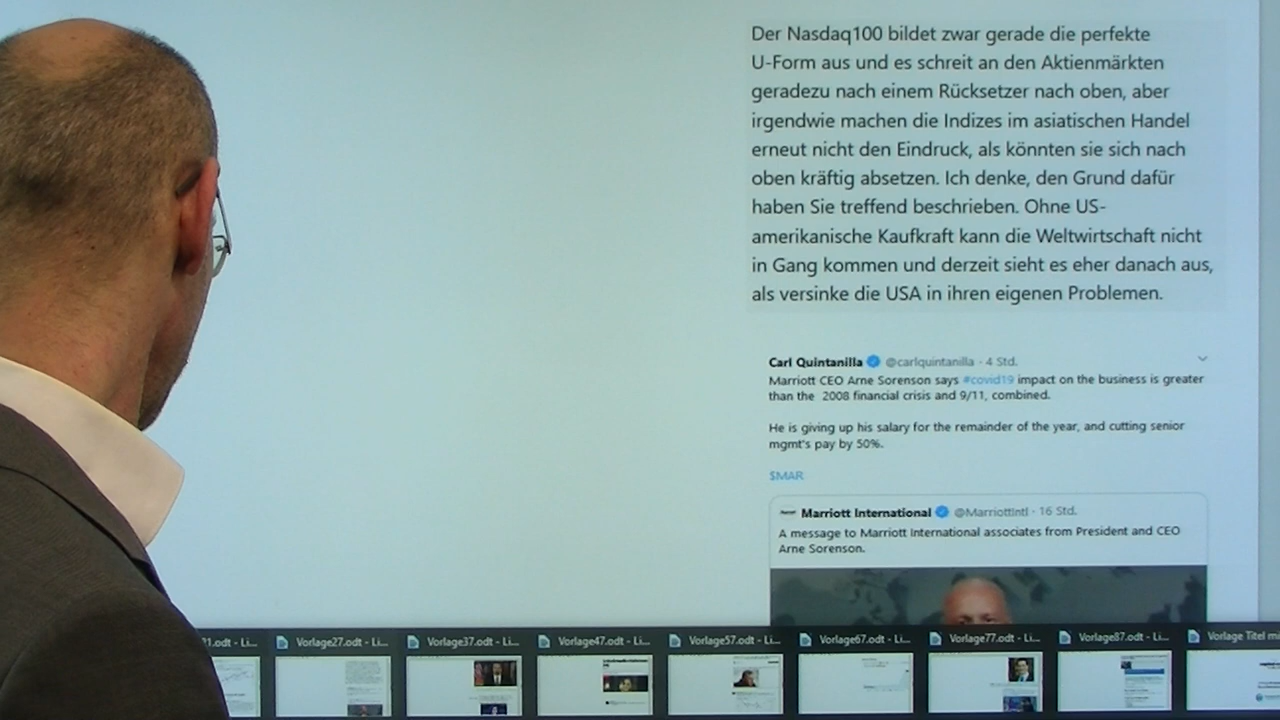 Der Nasdaq100 bildet zwar gerade die perfekte
U-Form aus und es schreit an den Aktienmärkten
geradezu nach einem Rücksetzer nach oben, aber
irgendwie machen die Indizes im asiatischen Handel
erneut nicht den Eindruck, als könnten sie sich nach
oben kräftig absetzen. Ich denke, den Grund dafür
haben Sie treffend beschrieben. Ohne US-
amerikanische Kaufkraft kann die Weltwirtschaft nicht
in Gang kommen und derzeit sieht es eher danach aus,
als versinke die USA in ihren eigenen Problemen.
Carl Quintanilla @carlquintanilla · 4 Std.
Marriott CEO Arne Sorenson says #covid19 impact on the business is greater
than the 2008 financial crisis and 9/11, combined.
He is giving up his salary for the remainder of the year, and cutting senior
mgmt's pay by 50%.
$MAR
Marriott International @MarriottIntl · 16 Std.
A message to Marriott International associates from President and CEO
Arne Sorenson.
21.odt - Li... Vorlage27.odt - Li... Vorlage37.odt - Li... Vorlage47.odt - Li... Vorlage57.odt - Li... Vorlage67.odt - Li... Vorlage77.odt - Li... Vorlage87.odt - Li... Vorlage Titel m